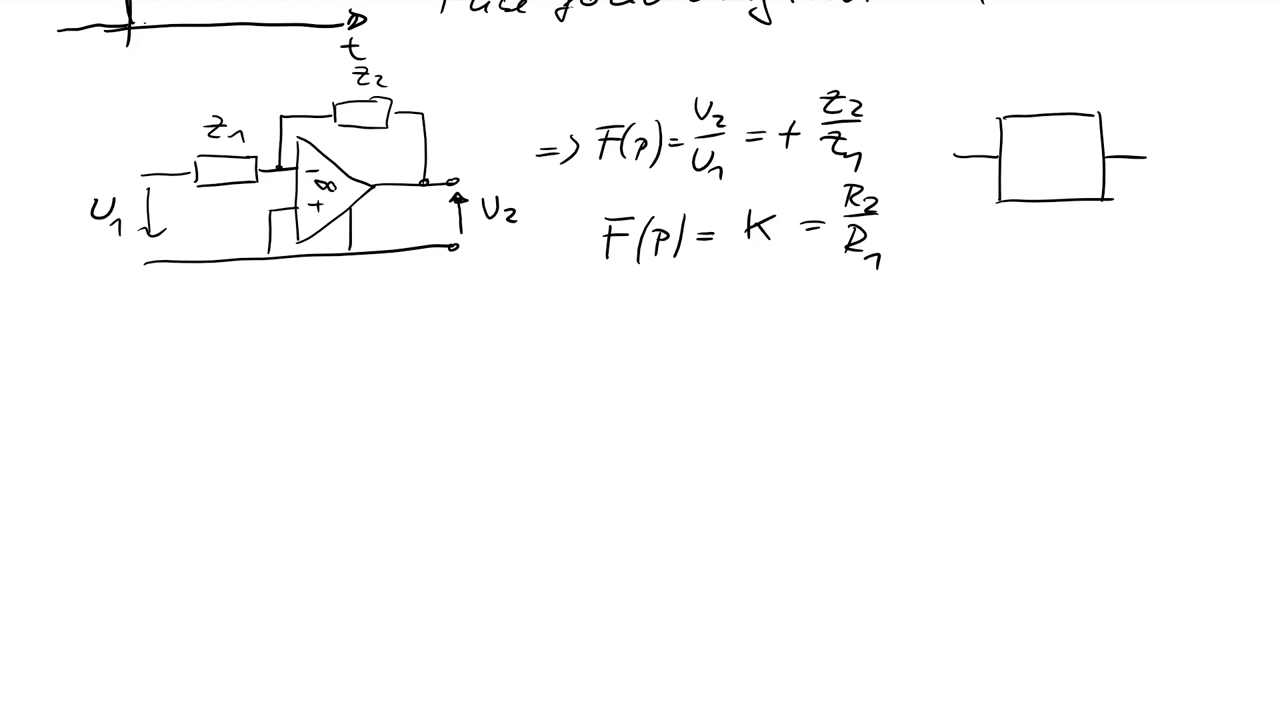 t
Z2
Z1
=> F(p) = U2/U1 = + Z2/Z1
- ∞ +
U1
U2
F(p) = K = R2/R1